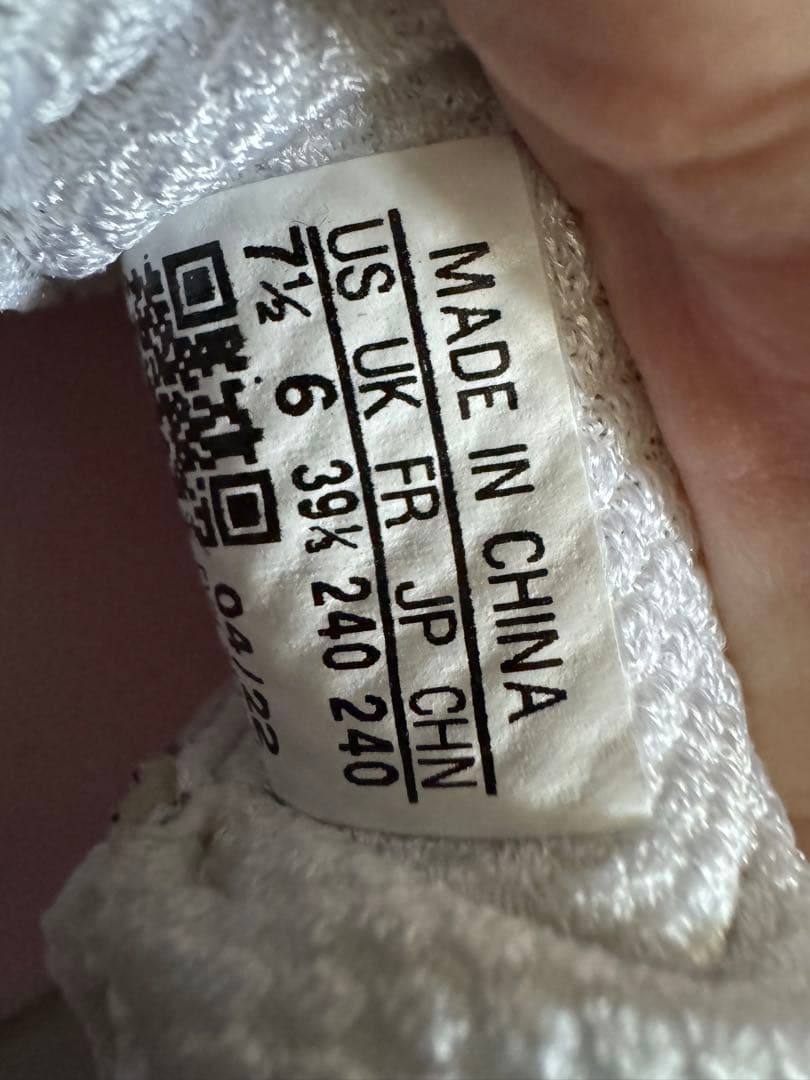 MADE IN CHINA
US UK FR JP CHN
7½ 6 39⅓ 240 240
04/22